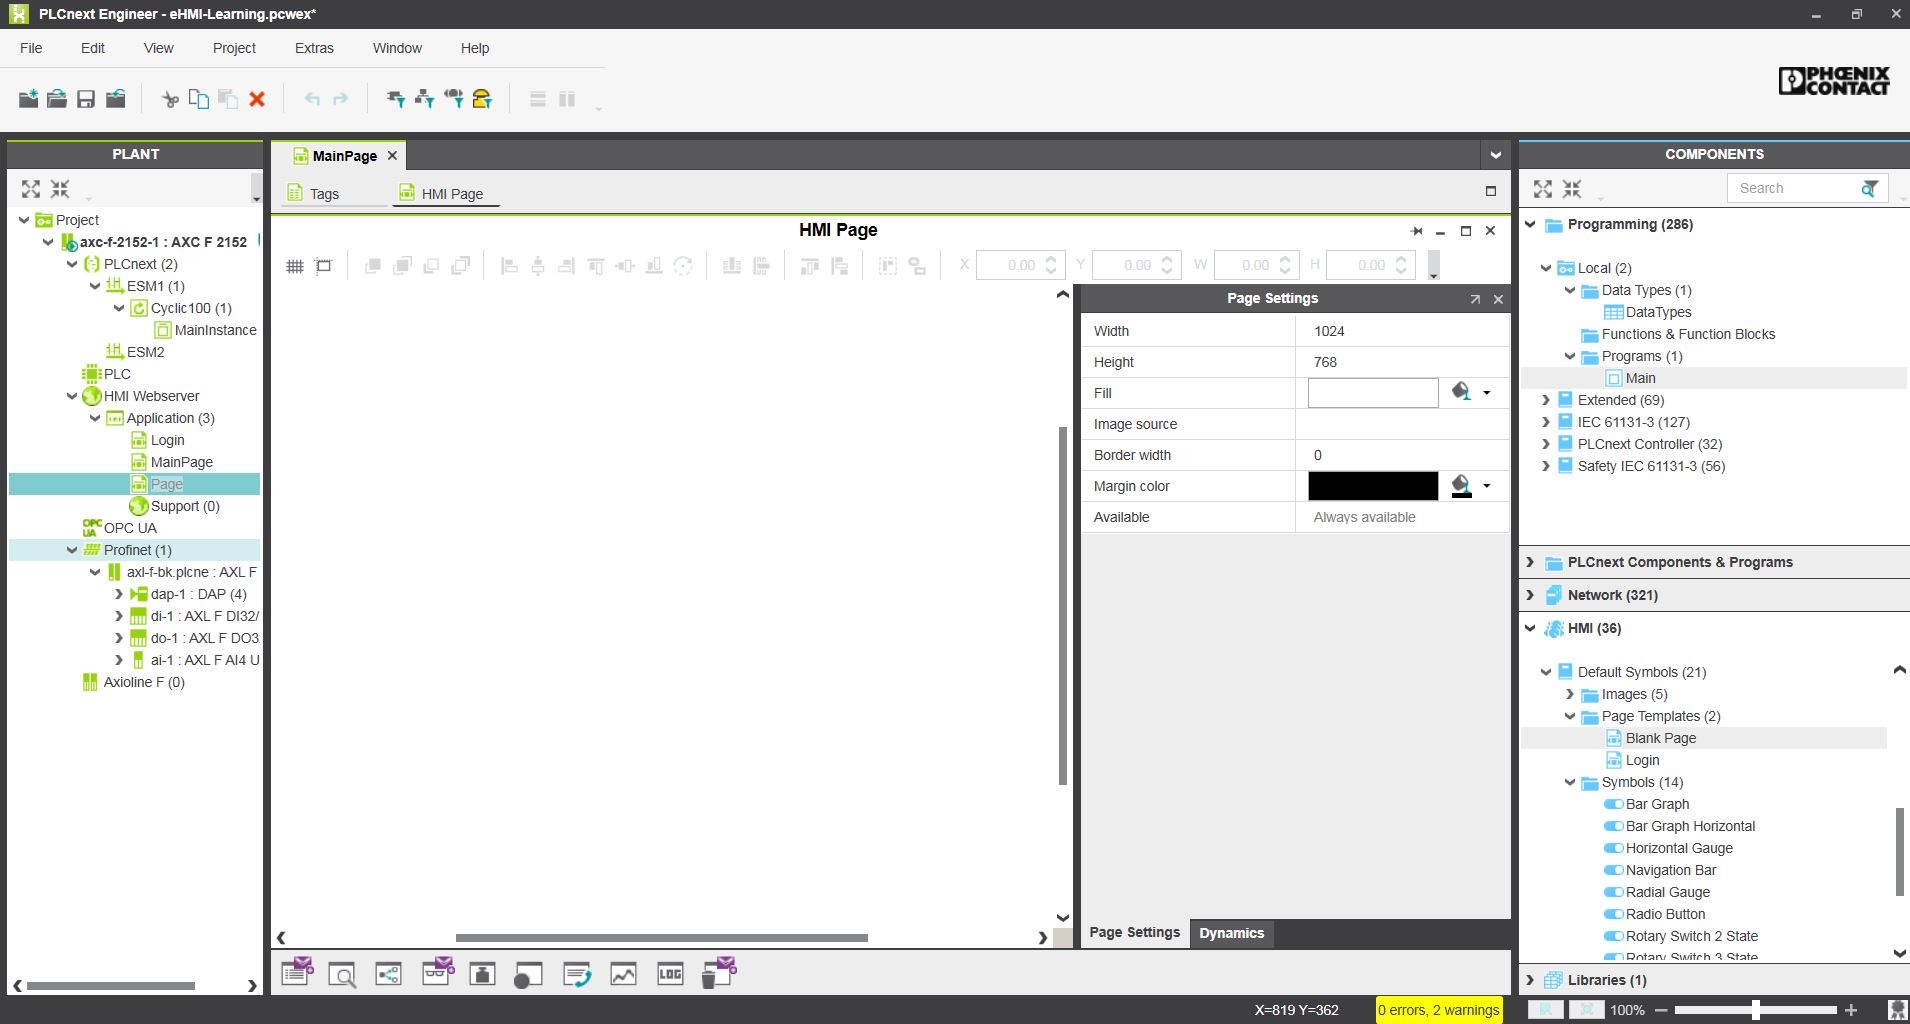 PLCnext Engineer - eHMI-Learning.pcwex*
File Edit View Project Extras Window Help
PHŒNIX
CONTACT
PLANT
Project
axc-f-2152-1 : AXC F 2152
PLCnext (2)
ESM1 (1)
Cyclic100 (1)
MainInstance
ESM2
PLC
HMI Webserver
Application (3)
Login
MainPage
Page
Support (0)
OPC UA
OPC UA
Profinet (1)
axl-f-bk.plcne : AXL F
dap-1 : DAP (4)
di-1 : AXL F DI32/
do-1 : AXL F DO3
ai-1 : AXL F AI4 U
Axioline F (0)
MainPage
Tags HMI Page
HMI Page
X 0.00 Y 0.00 W 0.00 H 0.00
Page Settings
Width 1024
Height 768
Fill
Image source
Border width 0
Margin color
Available Always available
Page Settings Dynamics
LOG
COMPONENTS
Search
Programming (286)
Local (2)
Data Types (1)
DataTypes
Functions & Function Blocks
Programs (1)
Main
Extended (69)
IEC 61131-3 (127)
PLCnext Controller (32)
Safety IEC 61131-3 (56)
PLCnext Components & Programs
Network (321)
HMI (36)
Default Symbols (21)
Images (5)
Page Templates (2)
Blank Page
Login
Symbols (14)
Bar Graph
Bar Graph Horizontal
Horizontal Gauge
Navigation Bar
Radial Gauge
Radio Button
Rotary Switch 2 State
Rotary Switch 3 State
Libraries (1)
X=819 Y=362 0 errors, 2 warnings 100%